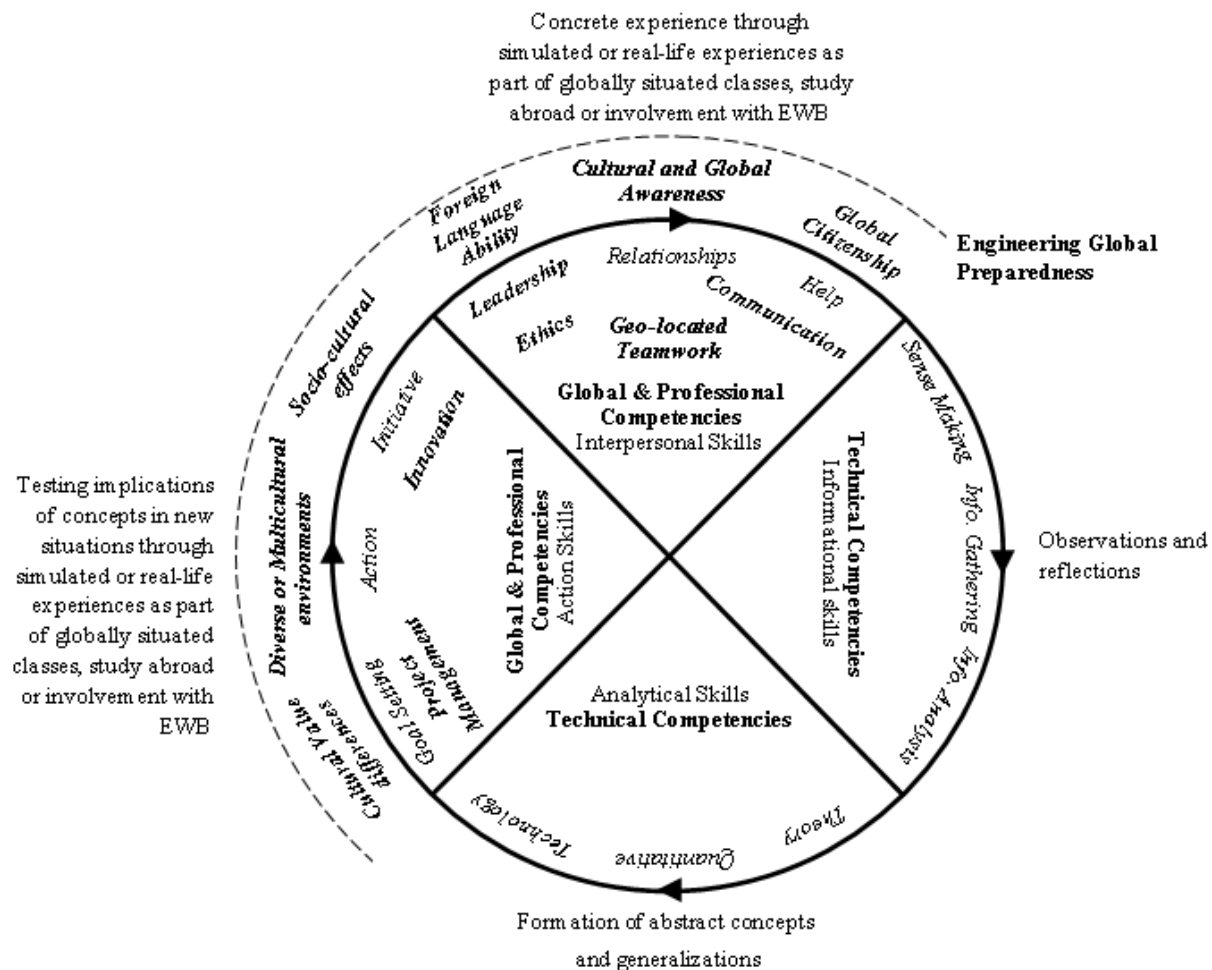 Concrete experience through
simulated or real-life experiences as
part of globally situated classes, study
abroad or involvement with EWB
Cultural and Global
Awareness
Foreign
Language
Ability
Global
Citizenship
Engineering Global
Preparedness
Relationships
Leadership
Help
Communication
Ethics
Geo-located
Teamwork
Global & Professional
Competencies
Interpersonal Skills
Socio-cultural
effects
Initiative
Innovation
Sense Making
Info. Gathering
Info. Analysis
Technical Competencies
Informational skills
Observations and
reflections
Testing implications
of concepts in new
situations through
simulated or real-life
experiences as part
of globally situated
classes, study abroad
or involvement with
EWB
Diverse or Multicultural
environments
Action
Global & Professional
Competencies
Action Skills
Cultural Value
differences
Goal Setting
Project
Management
Analytical Skills
Technical Competencies
Technology
Quantitative
Theory
Formation of abstract concepts
and generalizations